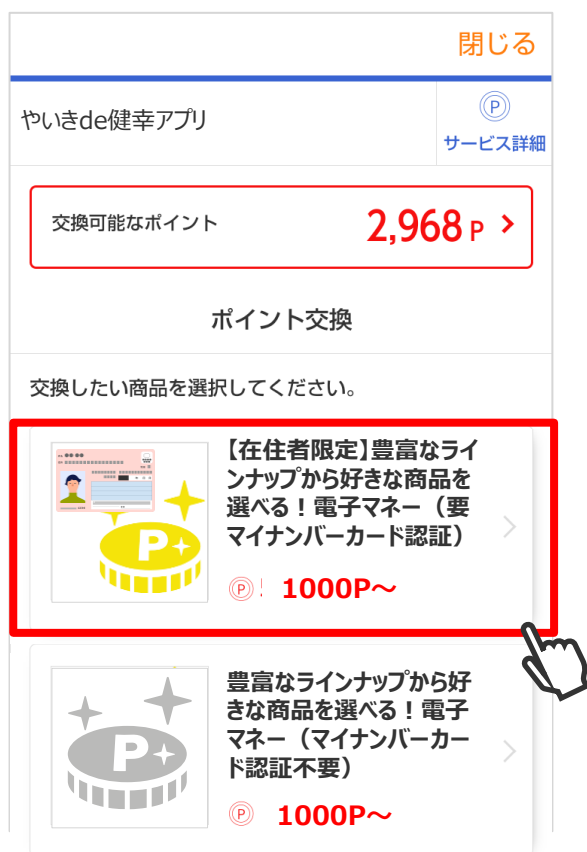 閉じる
やいきde健幸アプリ
P
サービス詳細
交換可能なポイント
2,968 P
ポイント交換
交換したい商品を選択してください。
【在住者限定】豊富なライ
ンナップから好きな商品を
選べる！電子マネー（要
マイナンバーカード認証）
P
P 1000P～
豊富なラインナップから好
きな商品を選べる！電子
マネー（マイナンバーカー
ド認証不要）
P
P 1000P～